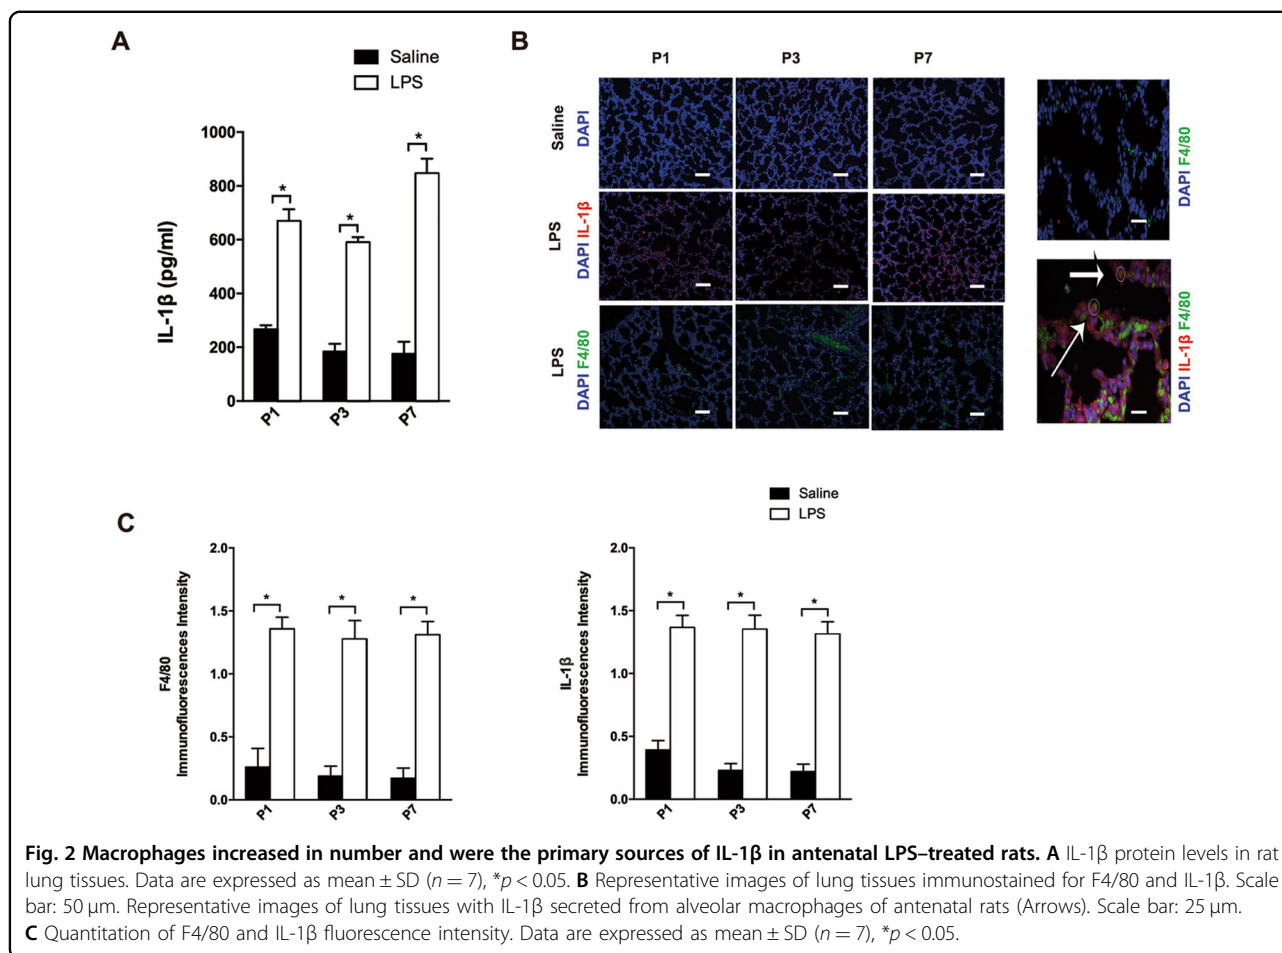 A
Saline
LPS
IL-1β (pg/ml)
1000
800
600
400
200
0
*
*
*
P1
P3
P7
B
P1
P3
P7
Saline
DAPI
LPS
DAPI IL-1β
LPS
DAPI F4/80
DAPI F4/80
DAPI IL-1β F4/80
C
Saline
LPS
F4/80
Immunofluorescences Intensity
2.0
1.5
1.0
0.5
0.0
*
*
*
P1
P3
P7
IL-1β
Immunofluorescences Intensity
2.0
1.5
1.0
0.5
0.0
*
*
*
P1
P3
P7
Fig. 2 Macrophages increased in number and were the primary sources of IL-1β in antenatal LPS–treated rats. A IL-1β protein levels in rat
lung tissues. Data are expressed as mean ± SD (n = 7), *p < 0.05. B Representative images of lung tissues immunostained for F4/80 and IL-1β. Scale
bar: 50 μm. Representative images of lung tissues with IL-1β secreted from alveolar macrophages of antenatal rats (Arrows). Scale bar: 25 μm.
C Quantitation of F4/80 and IL-1β fluorescence intensity. Data are expressed as mean ± SD (n = 7), *p < 0.05.